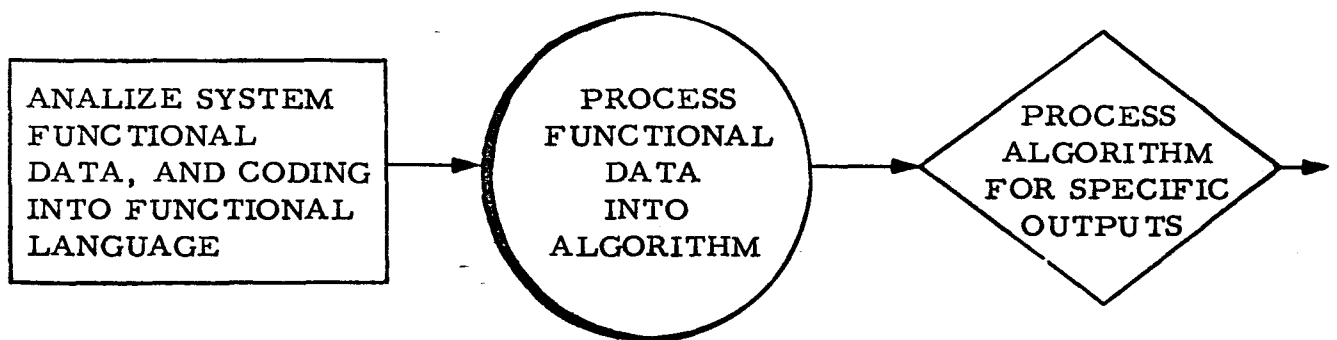 ANALIZE SYSTEM
FUNCTIONAL
DATA, AND CODING
INTO FUNCTIONAL
LANGUAGE
PROCESS
FUNCTIONAL
DATA
INTO
ALGORITHM
PROCESS
ALGORITHM
FOR SPECIFIC
OUTPUTS